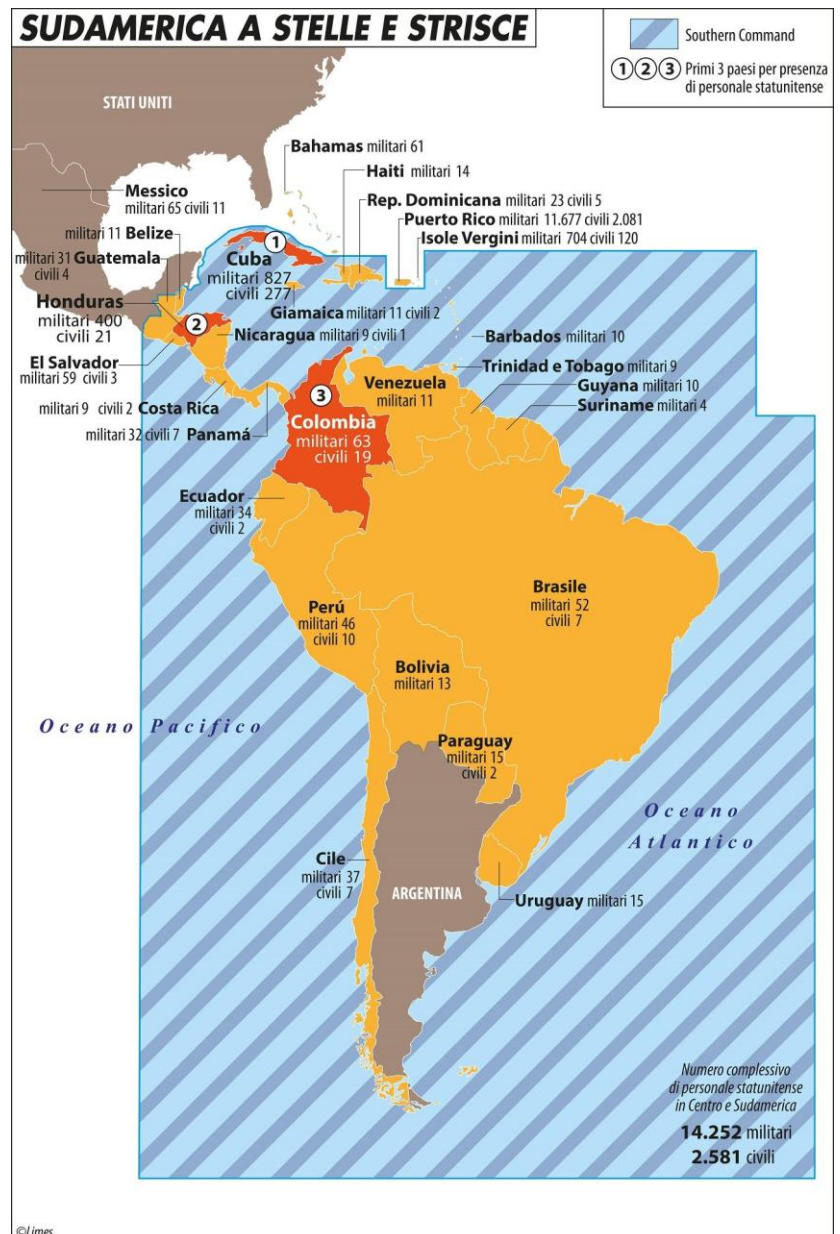 SUDAMERICA A STELLE E STRISCE
Southern Command
1 2 3 Primi 3 paesi per presenza
di personale statunitense
STATI UNITI
Bahamas militari 61
Haiti militari 14
Rep. Dominicana militari 23 civili 5
Puerto Rico militari 11.677 civili 2.081
Isole Vergini militari 704 civili 120
Messico
militari 65 civili 11
militari 11 Belize
militari 31 Guatemala
civili 4
1
Cuba
militari 827
civili 277
Honduras
militari 400
civili 21
2
Giamaica militari 11 civili 2
Nicaragua militari 9 civili 1
El Salvador
militari 59 civili 3
militari 9 civili 2 Costa Rica
militari 32 civili 7 Panamá
Barbados militari 10
Trinidad e Tobago militari 9
Guyana militari 10
Suriname militari 4
Venezuela
militari 11
3
Colombia
militari 63
civili 19
Ecuador
militari 34
civili 2
Perú
militari 46
civili 10
Brasile
militari 52
civili 7
Bolivia
militari 13
Paraguay
militari 15
civili 2
Oceano Pacifico
Oceano
Atlantico
Cile
militari 37
civili 7
ARGENTINA
Uruguay militari 15
Numero complessivo
di personale statunitense
in Centro e Sudamerica
14.252 militari
2.581 civili
©Limes